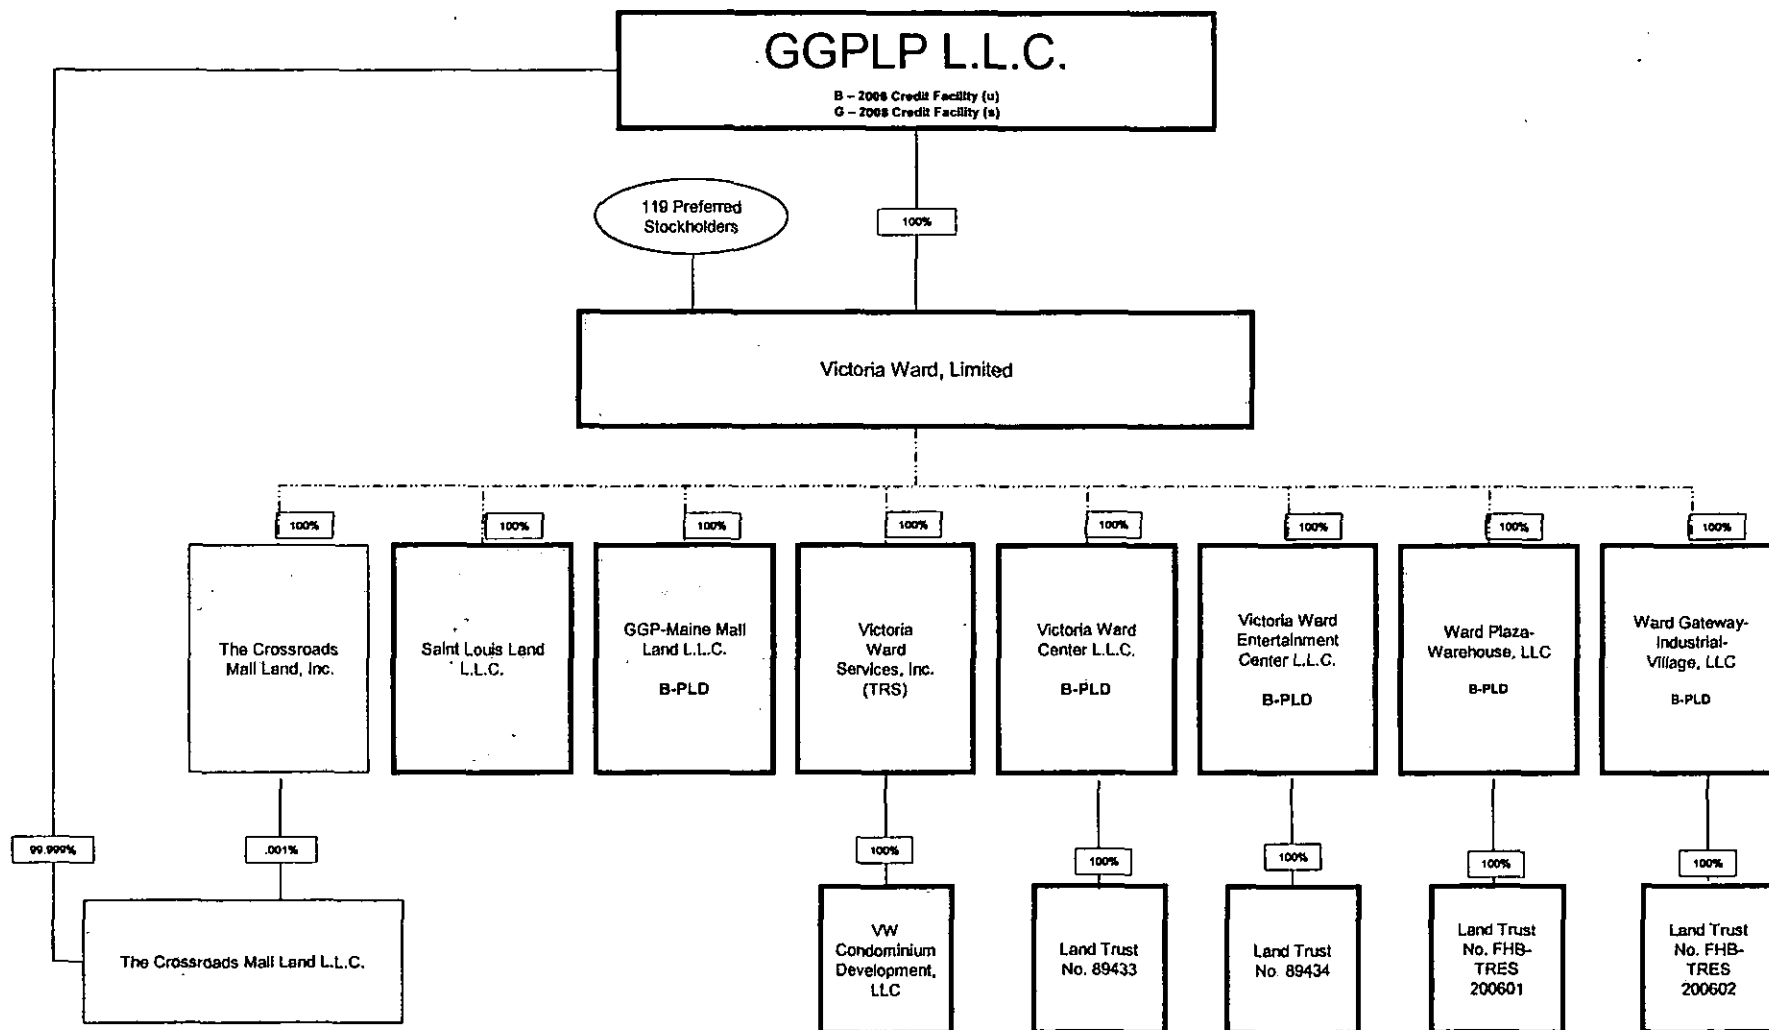 GGPLP L.L.C.
B – 2006 Credit Facility (u)
G – 2006 Credit Facility (s)
119 Preferred
Stockholders
100%
Victoria Ward, Limited
100%
100%
100%
100%
100%
100%
100%
100%
The Crossroads
Mall Land, Inc.
Saint Louis Land
L.L.C.
GGP-Maine Mall
Land L.L.C.
B-PLD
Victoria
Ward
Services, Inc.
(TRS)
Victoria Ward
Center L.L.C.
B-PLD
Victoria Ward
Entertainment
Center L.L.C.
B-PLD
Ward Plaza-
Warehouse, LLC
B-PLD
Ward Gateway-
Industrial-
Village, LLC
B-PLD
99.999%
.001%
100%
100%
100%
100%
100%
The Crossroads Mall Land L.L.C.
VW
Condominium
Development,
LLC
Land Trust
No. 89433
Land Trust
No. 89434
Land Trust
No. FHB-
TRES
200601
Land Trust
No. FHB-
TRES
200602